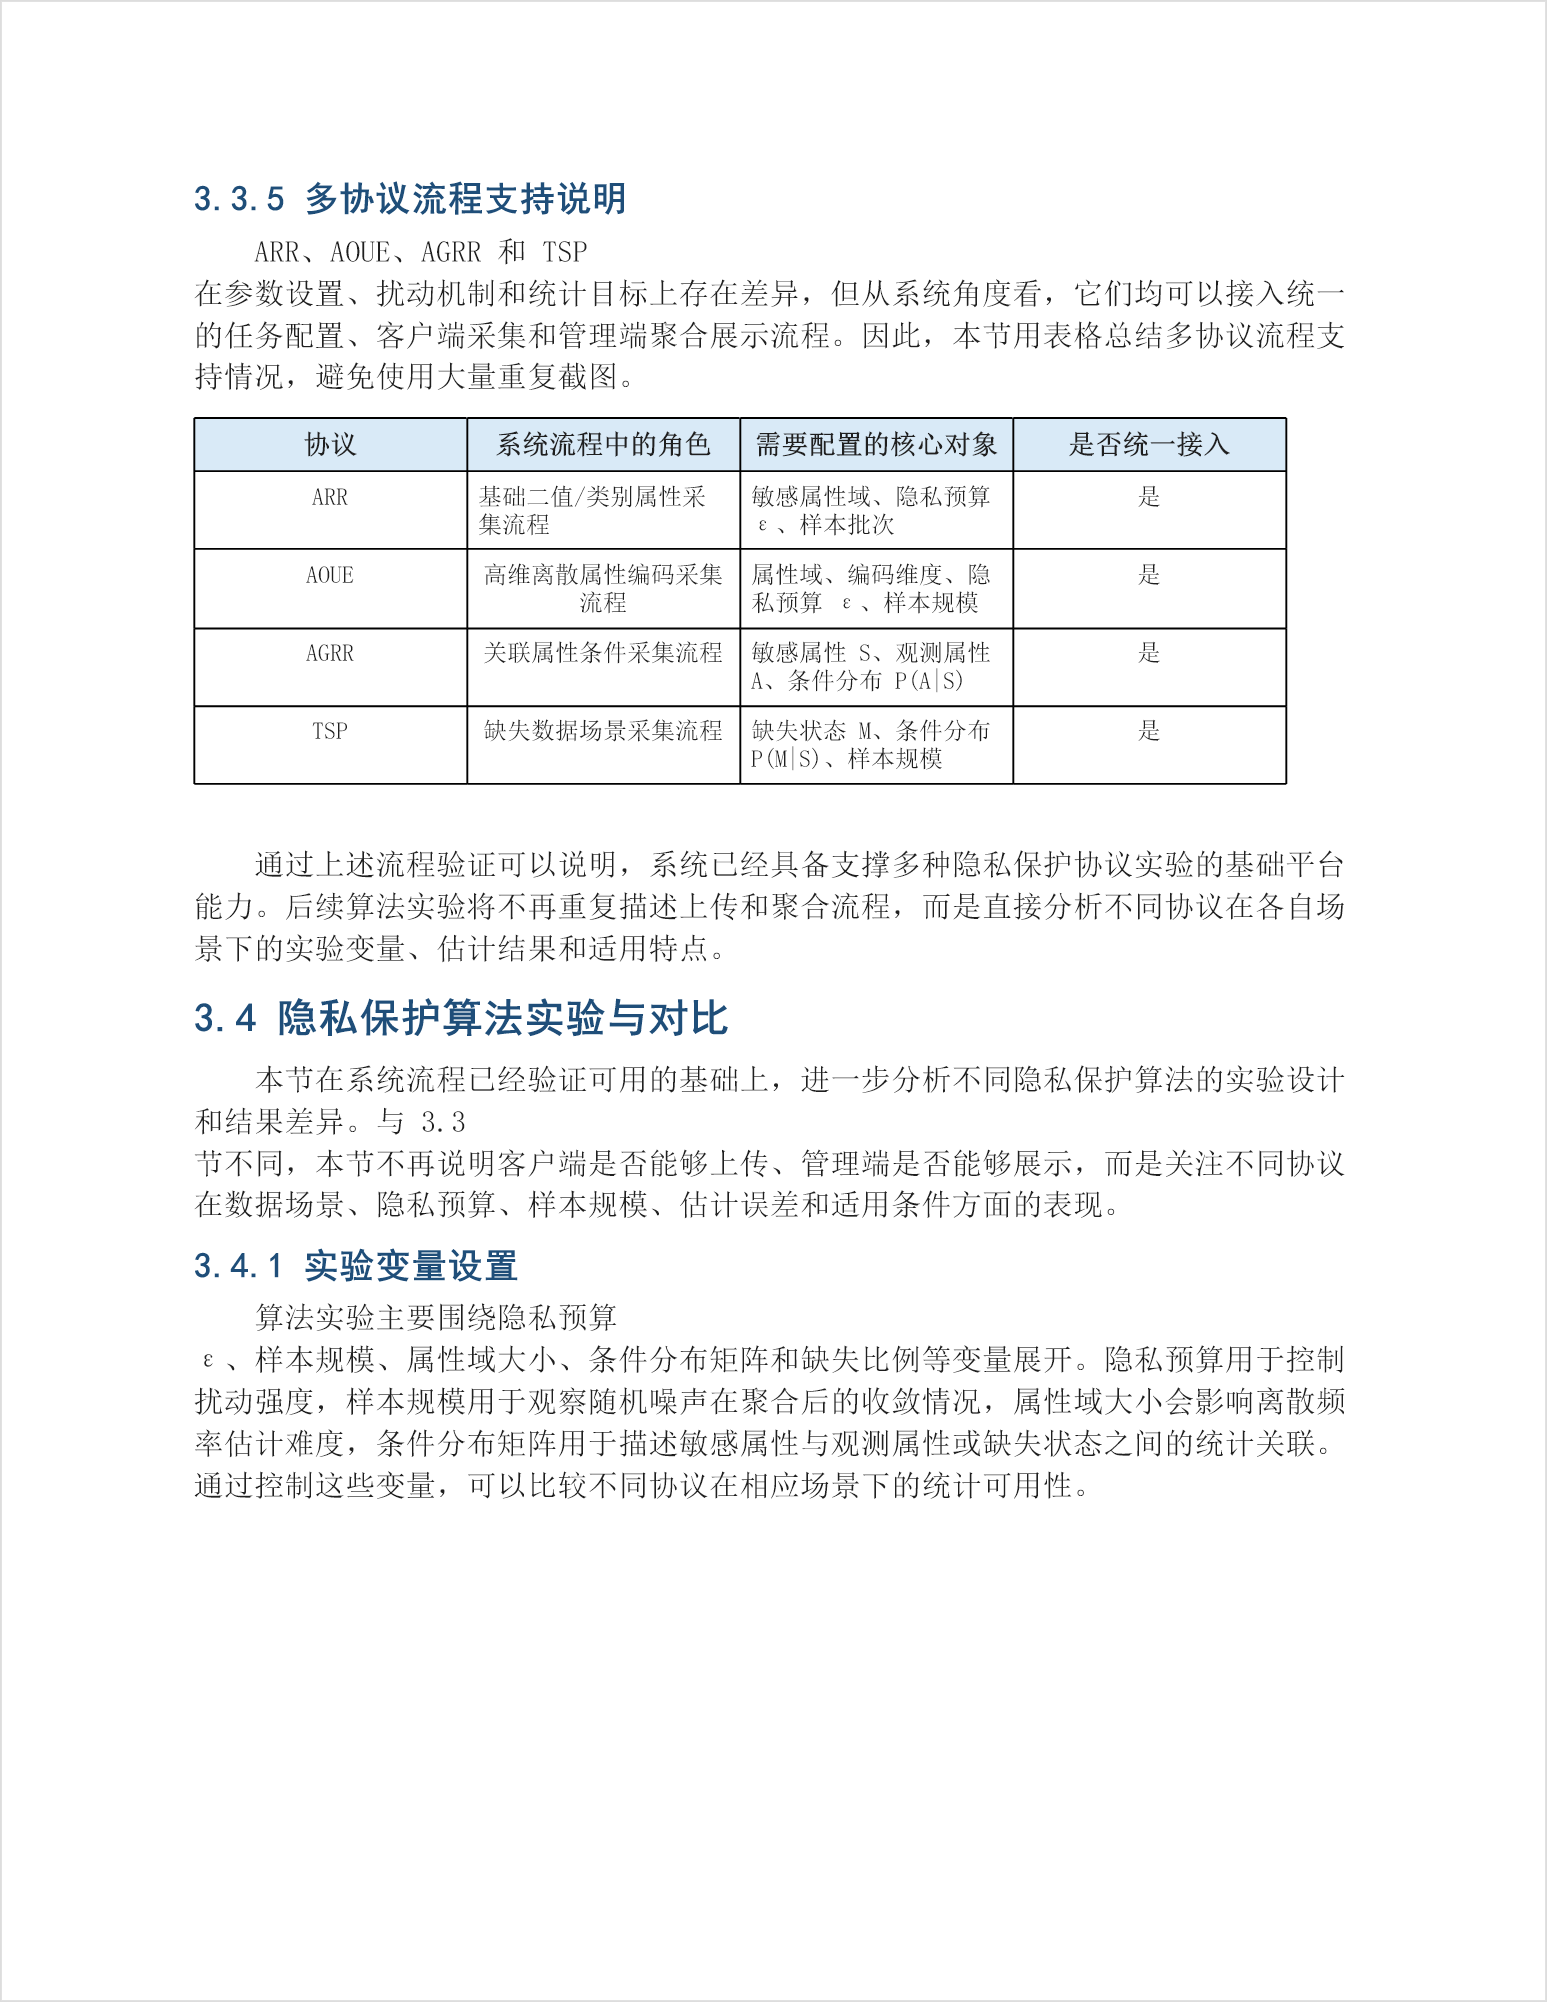 3.3.5 多协议流程支持说明
ARR、AOUE、AGRR 和 TSP
在参数设置、扰动机制和统计目标上存在差异，但从系统角度看，它们均可以接入统一
的任务配置、客户端采集和管理端聚合展示流程。因此，本节用表格总结多协议流程支
持情况，避免使用大量重复截图。
协议 系统流程中的角色 需要配置的核心对象 是否统一接入
ARR 基础二值/类别属性采 敏感属性域、隐私预算 是
集流程 ε、样本批次
AOUE 高维离散属性编码采集 属性域、编码维度、隐 是
流程 私预算 ε、样本规模
AGRR 关联属性条件采集流程 敏感属性 S、观测属性 是
A、条件分布 P(A|S)
TSP 缺失数据场景采集流程 缺失状态 M、条件分布 是
P(M|S)、样本规模
通过上述流程验证可以说明，系统已经具备支撑多种隐私保护协议实验的基础平台
能力。后续算法实验将不再重复描述上传和聚合流程，而是直接分析不同协议在各自场
景下的实验变量、估计结果和适用特点。
3.4 隐私保护算法实验与对比
本节在系统流程已经验证可用的基础上，进一步分析不同隐私保护算法的实验设计
和结果差异。与 3.3
节不同，本节不再说明客户端是否能够上传、管理端是否能够展示，而是关注不同协议
在数据场景、隐私预算、样本规模、估计误差和适用条件方面的表现。
3.4.1 实验变量设置
算法实验主要围绕隐私预算
ε、样本规模、属性域大小、条件分布矩阵和缺失比例等变量展开。隐私预算用于控制
扰动强度，样本规模用于观察随机噪声在聚合后的收敛情况，属性域大小会影响离散频
率估计难度，条件分布矩阵用于描述敏感属性与观测属性或缺失状态之间的统计关联。
通过控制这些变量，可以比较不同协议在相应场景下的统计可用性。